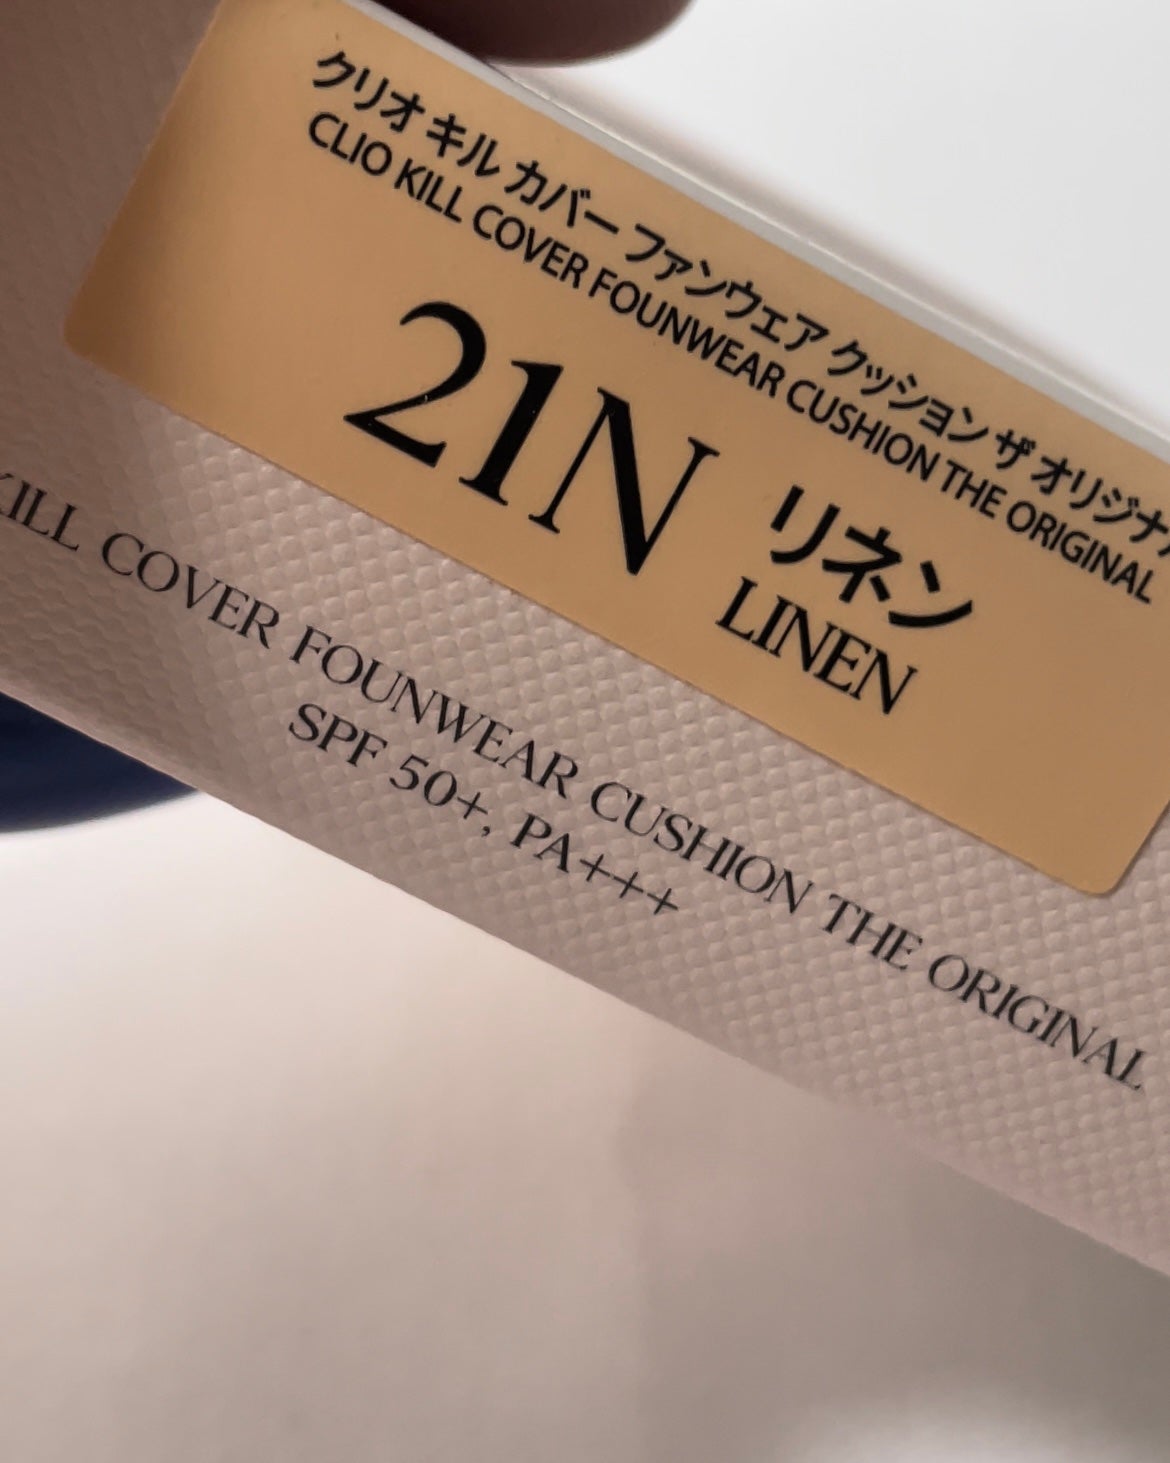 クリオ キル カバー ファンウェア クッション ザ オリジナル
CLIO KILL COVER FOUNWEAR CUSHION THE ORIGINAL
21N リネン
LINEN
KILL COVER FOUNWEAR CUSHION THE ORIGINAL
SPF 50+, PA+++